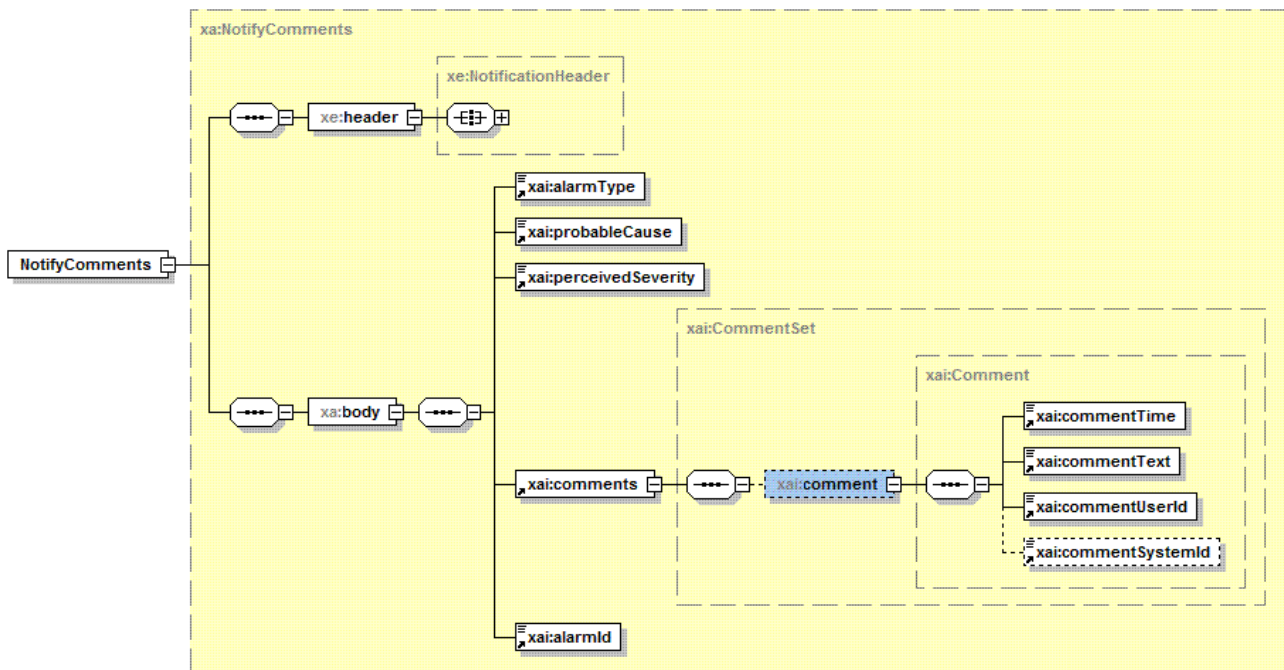 xa:NotifyComments
xe:NotificationHeader
xe:header
xai:alarmType
xai:probableCause
NotifyComments
xai:perceivedSeverity
xai:CommentSet
xai:Comment
xa:body
xai:commentTime
xai:commentText
xai:comments
xai:comment
xai:commentUserId
xai:commentSystemId
xai:alarmId